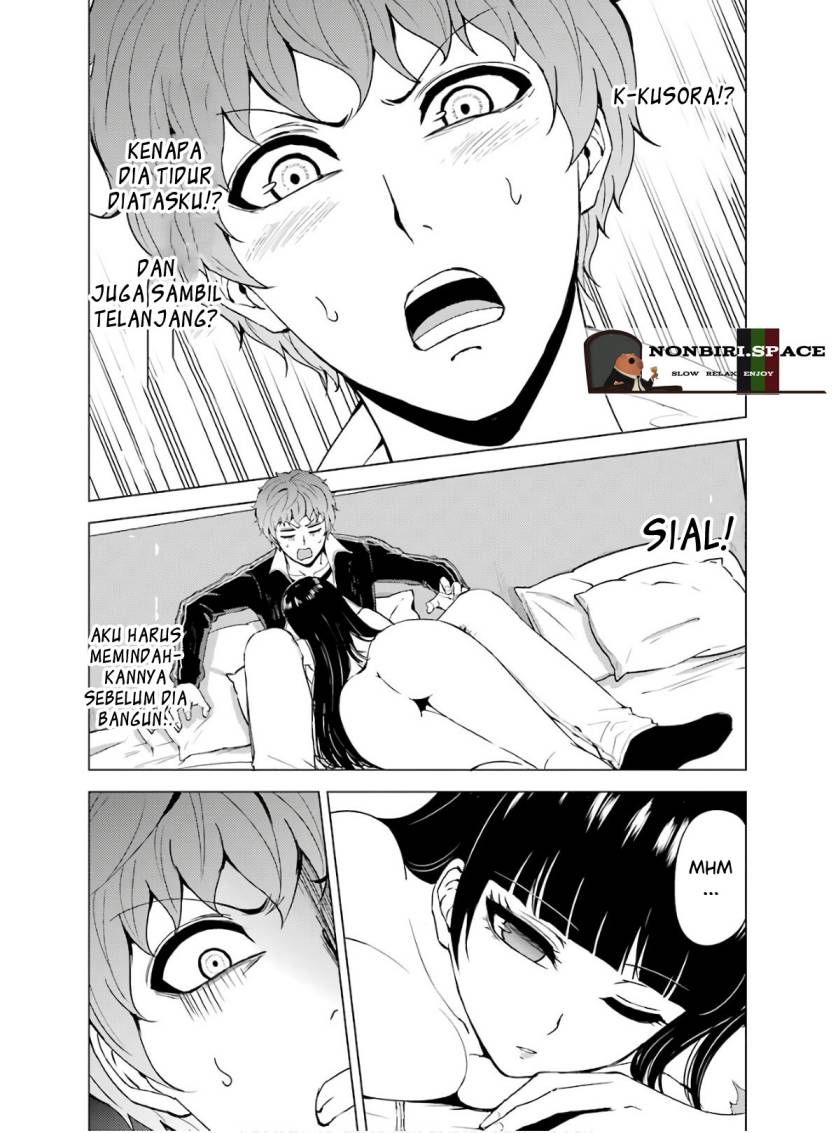 K-KUSORA!?
KENAPA
DIA TIDUR
DIATASKU!?
DAN
JUGA SAMBIL
TELANJANG?
NONBIRI.SPACE
SLOW RELAX ENJOY
SIAL!
AKU HARUS
MEMINDAH-
KANNYA
SEBELUM DIA
BANGUN!..
MHM
...